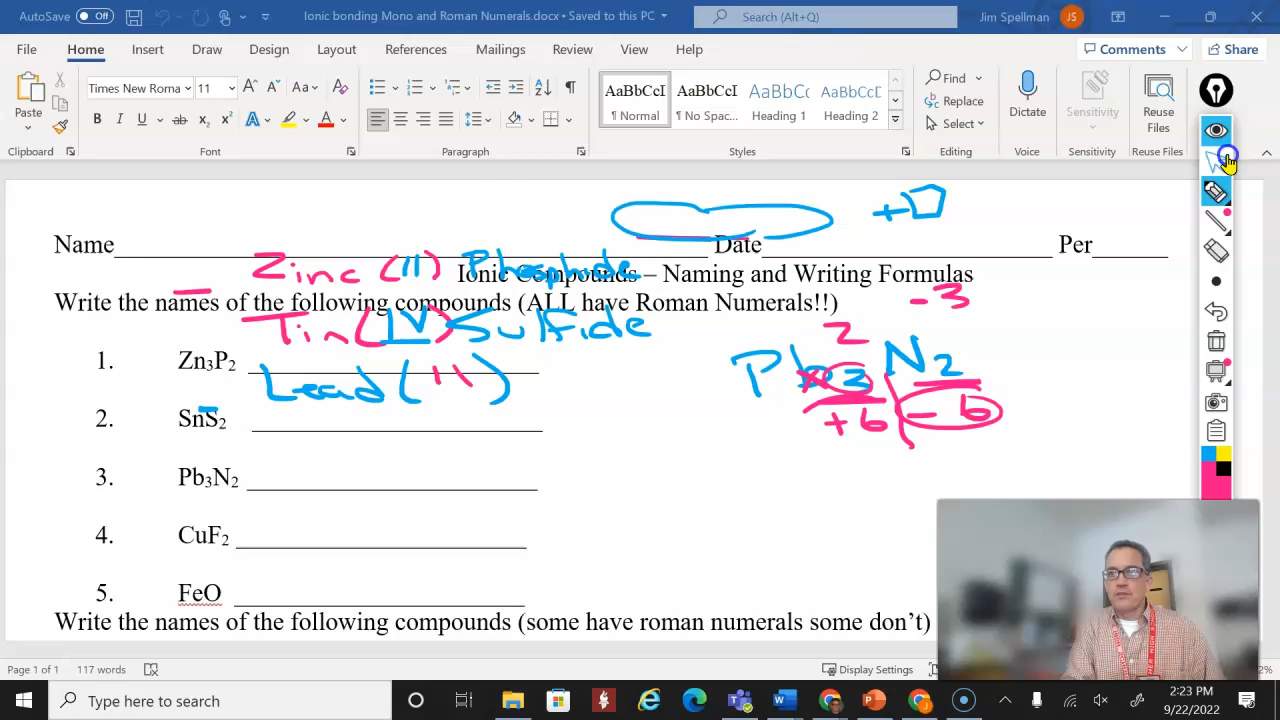 AutoSave Off Ionic bonding Mono and Roman Numerals.docx • Saved to this PC Search (Alt+Q) Jim Spellman JS
File Home Insert Draw Design Layout References Mailings Review View Help Comments Share
Paste Times New Roma 11 Aa AaBbCcI AaBbCcI AaBbCc AaBbCcD Find Replace Select Dictate Sensitivity Reuse Files
¶ Normal ¶ No Spac... Heading 1 Heading 2
Clipboard Font Paragraph Styles Editing Voice Sensitivity Reuse Files
Name Date Per
Zinc (II) Phosphide
Ionic Compounds – Naming and Writing Formulas
Write the names of the following compounds (ALL have Roman Numerals!!)
Tin (IV) Sulfide
1. Zn3P2
Lead (II)
2. SnS2
3. Pb3N2
4. CuF2
5. FeO
Write the names of the following compounds (some have roman numerals some don't)
-3
2
N2
+6 - 6
Page 1 of 1 117 words Display Settings 2%
Type here to search 2:23 PM
9/22/2022